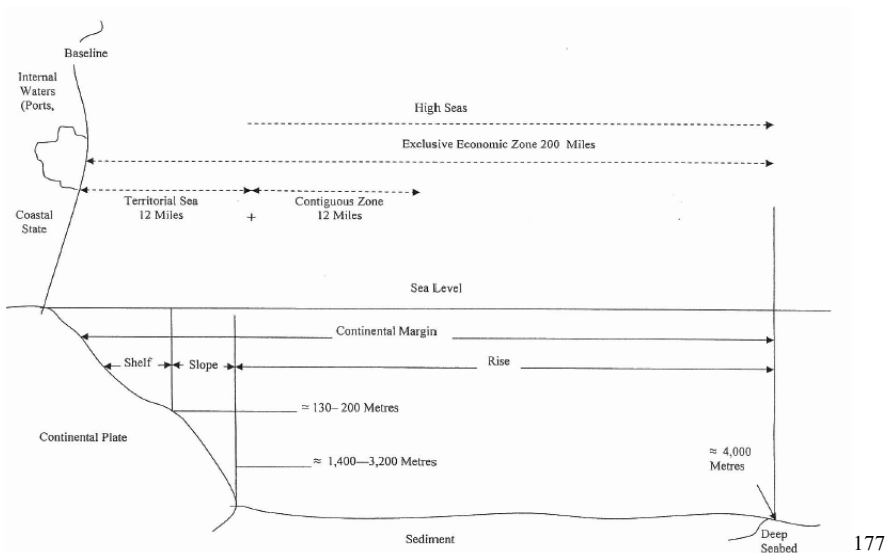 Baseline
Internal
Waters
(Ports,
High Seas
Exclusive Economic Zone 200 Miles
Territorial Sea
12 Miles
+
Contiguous Zone
12 Miles
Coastal
State
Sea Level
Continental Margin
Shelf
Slope
Rise
≈ 130– 200 Metres
Continental Plate
≈ 1,400—3,200 Metres
≈ 4,000
Metres
Sediment
Deep
Seabed
177